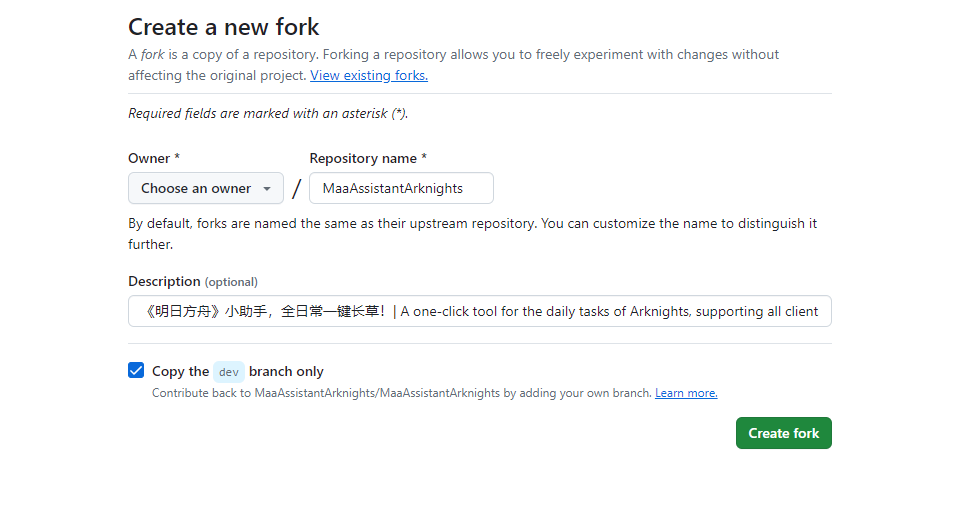 Create a new fork
A fork is a copy of a repository. Forking a repository allows you to freely experiment with changes without
affecting the original project. View existing forks.
Required fields are marked with an asterisk (*).
Owner *
Repository name *
Choose an owner
/
MaaAssistantArknights
By default, forks are named the same as their upstream repository. You can customize the name to distinguish it
further.
Description (optional)
《明日方舟》小助手，全日常一键长草！| A one-click tool for the daily tasks of Arknights, supporting all client
Copy the dev branch only
Contribute back to MaaAssistantArknights/MaaAssistantArknights by adding your own branch. Learn more.
Create fork